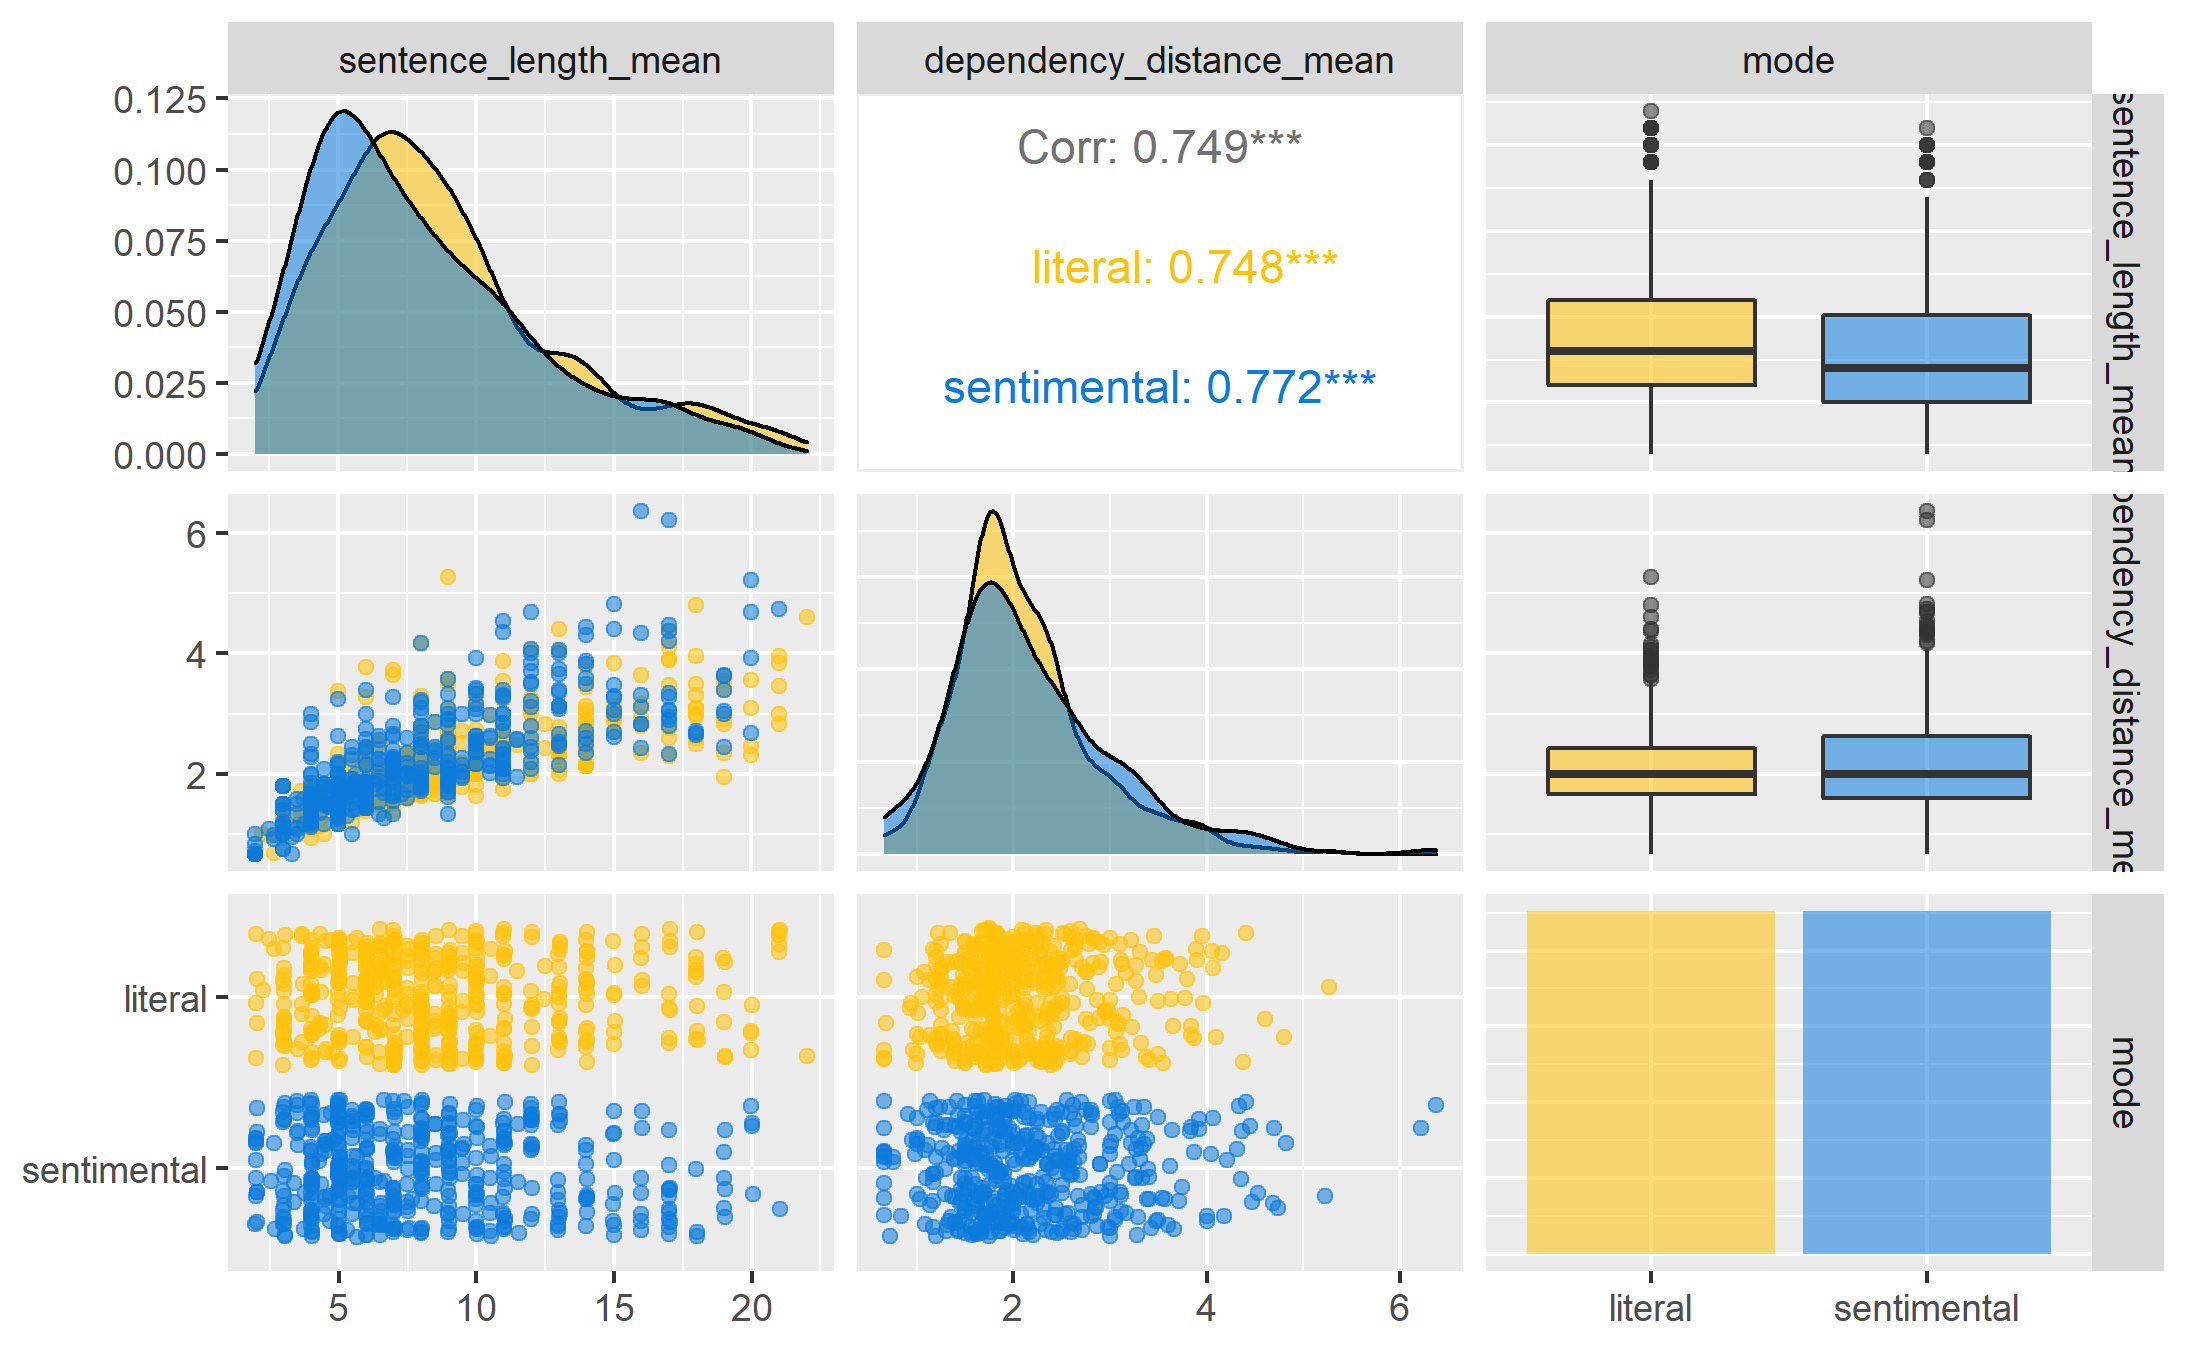 sentence_length_mean
dependency_distance_mean
mode
0.125
0.100
0.075
0.050
0.025
0.000
Corr: 0.749***
literal: 0.748***
sentimental: 0.772***
sentence_length_mean
6
4
2
pendency_distance_me
literal
sentimental
mode
5
10
15
20
2
4
6
literal
sentimental